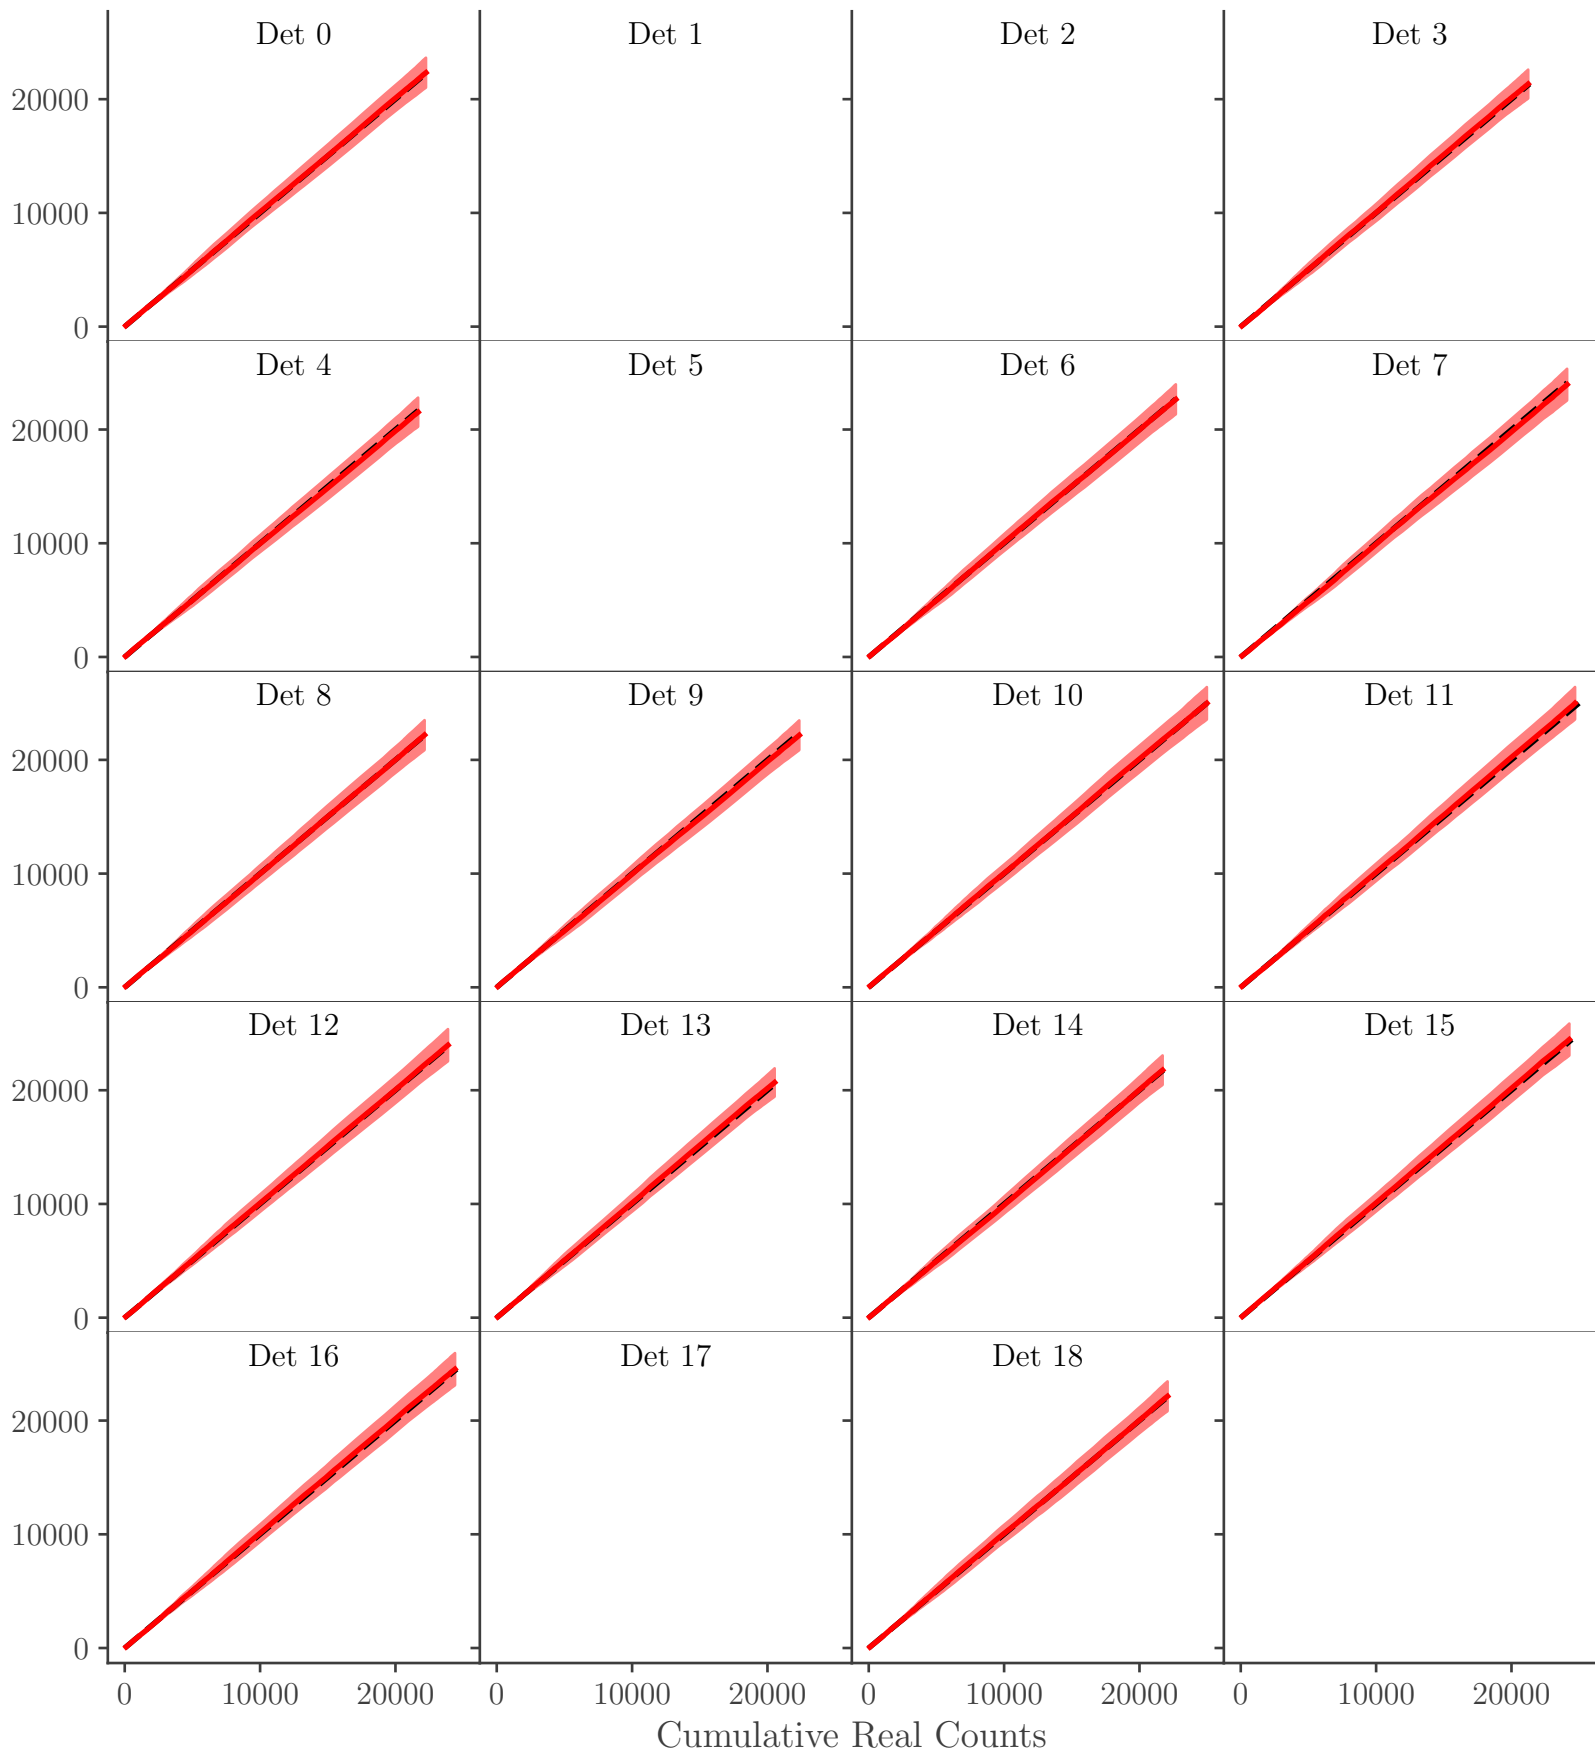 Det 0 Det 1 Det 2 Det 3
20000
10000
0
Det 4 Det 5 Det 6 Det 7
20000
10000
0
Det 8 Det 9 Det 10 Det 11
20000
10000
0
Det 12 Det 13 Det 14 Det 15
20000
10000
0
Det 16 Det 17 Det 18
20000
10000
0
0 10000 20000 0 10000 20000 0 10000 20000 0 10000 20000
Cumulative Real Counts